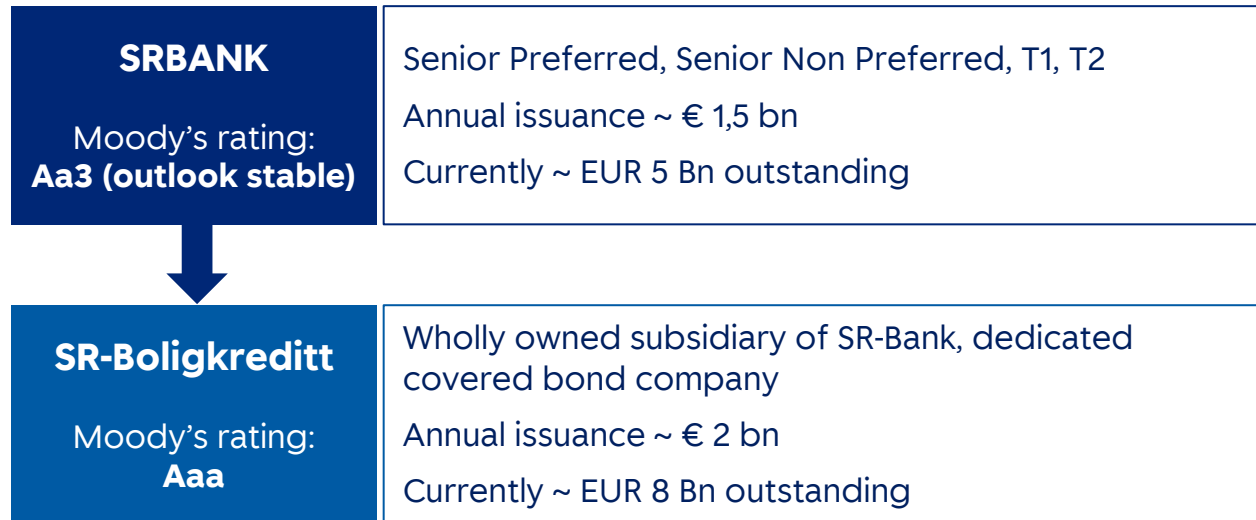 SRBANK
Moody’s rating:
Aa3 (outlook stable)
Senior Preferred, Senior Non Preferred, T1, T2
Annual issuance ~ € 1,5 bn
Currently ~ EUR 5 Bn outstanding
SR-Boligkreditt
Moody’s rating:
Aaa
Wholly owned subsidiary of SR-Bank, dedicated
covered bond company
Annual issuance ~ € 2 bn
Currently ~ EUR 8 Bn outstanding